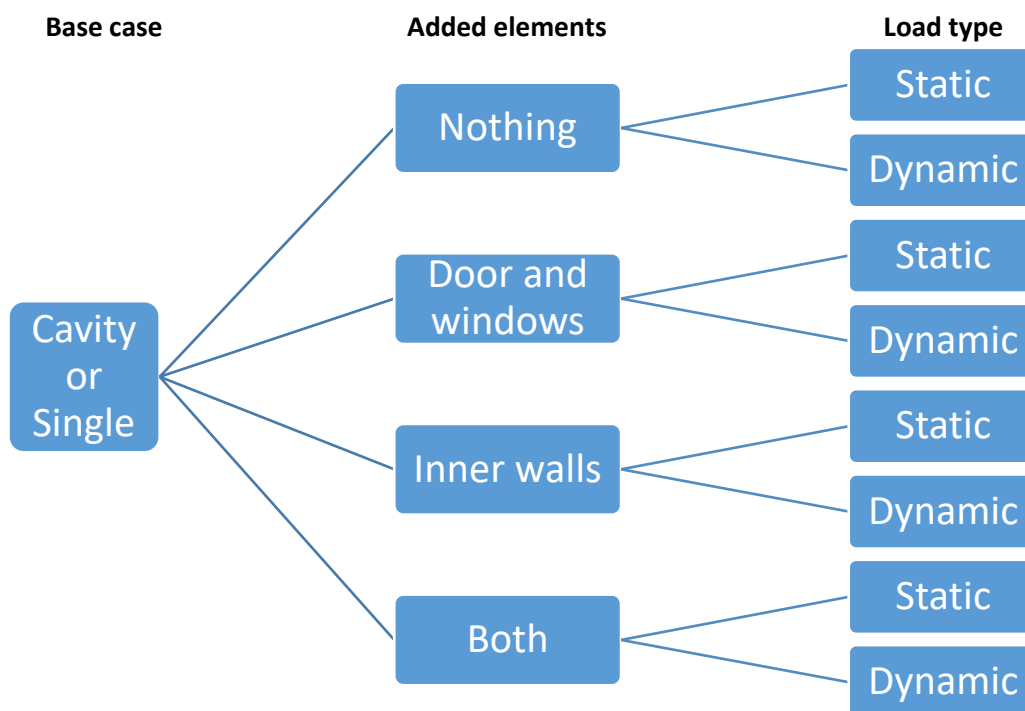 Base case
Added elements
Load type
Cavity
or
Single
Nothing
Door and
windows
Inner walls
Both
Static
Dynamic
Static
Dynamic
Static
Dynamic
Static
Dynamic